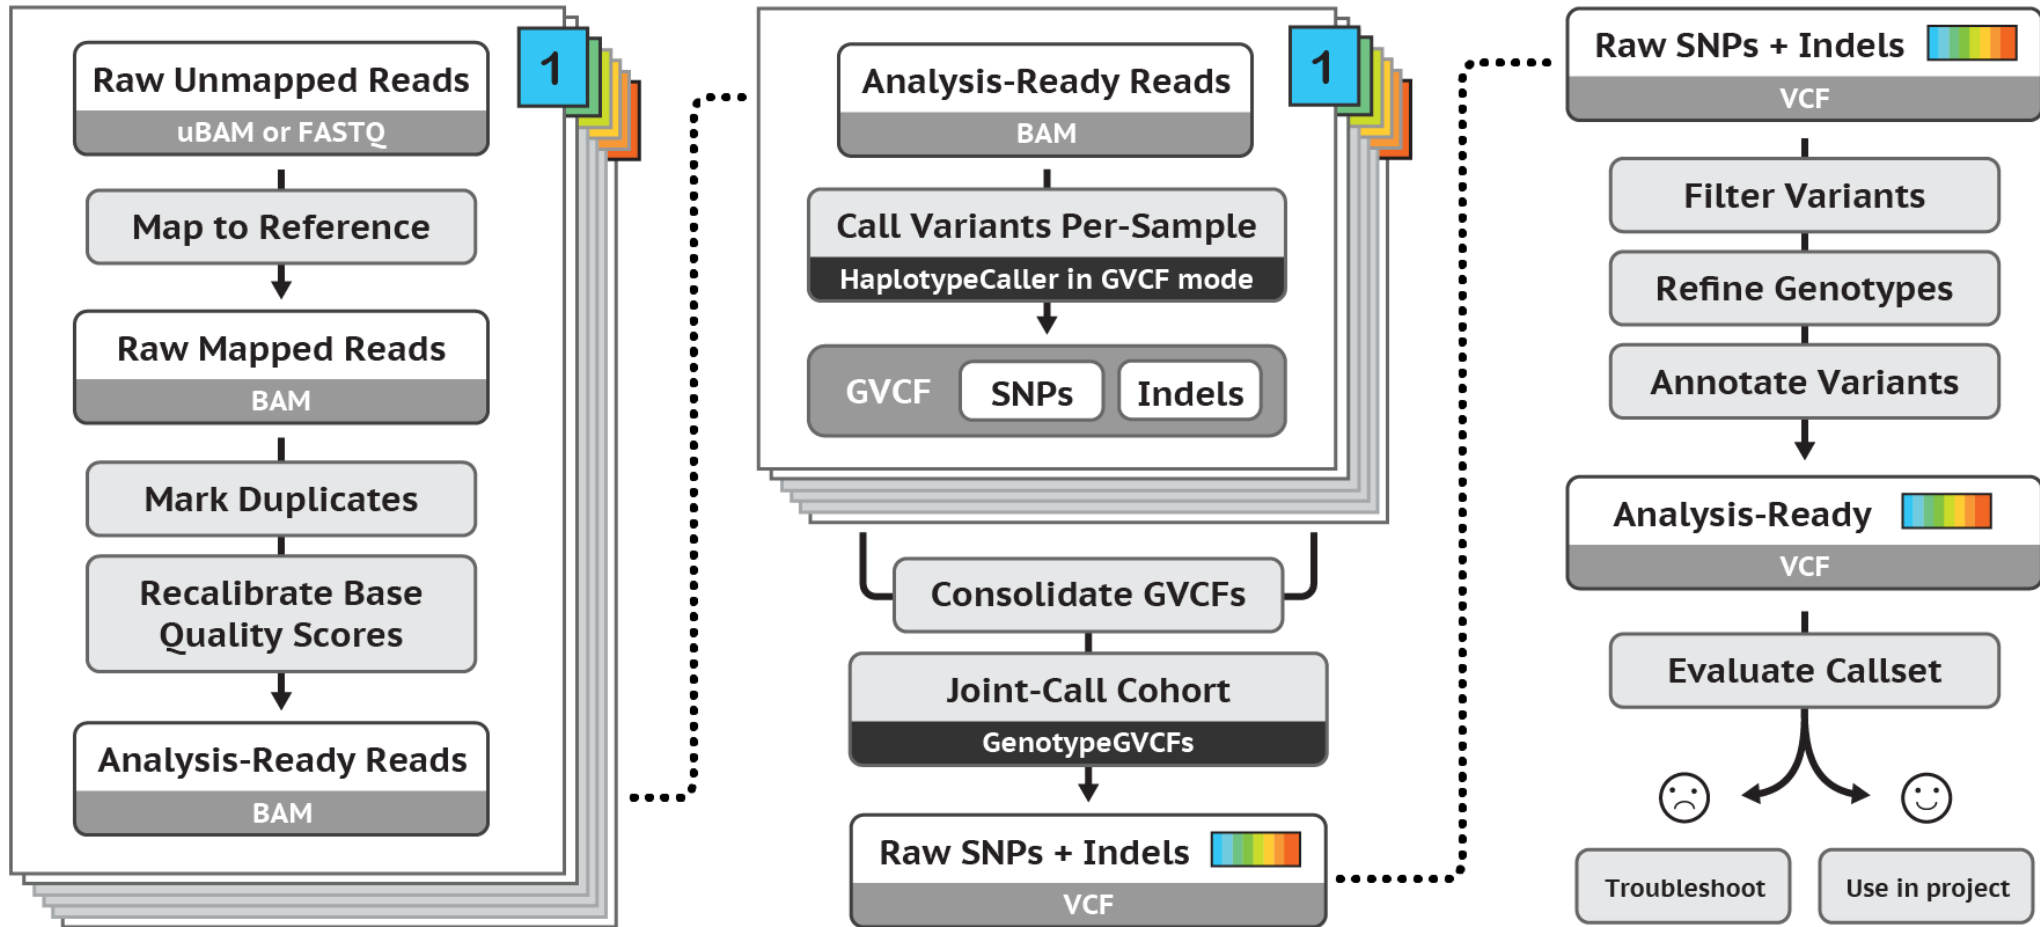 1
Raw Unmapped Reads
uBAM or FASTQ
Map to Reference
Raw Mapped Reads
BAM
Mark Duplicates
Recalibrate Base
Quality Scores
Analysis-Ready Reads
BAM
1
Analysis-Ready Reads
BAM
Call Variants Per-Sample
HaplotypeCaller in GVCF mode
GVCF SNPs Indels
Consolidate GVCFs
Joint-Call Cohort
GenotypeGVCFs
Raw SNPs + Indels
VCF
Raw SNPs + Indels
VCF
Filter Variants
Refine Genotypes
Annotate Variants
Analysis-Ready
VCF
Evaluate Callset
Troubleshoot
Use in project